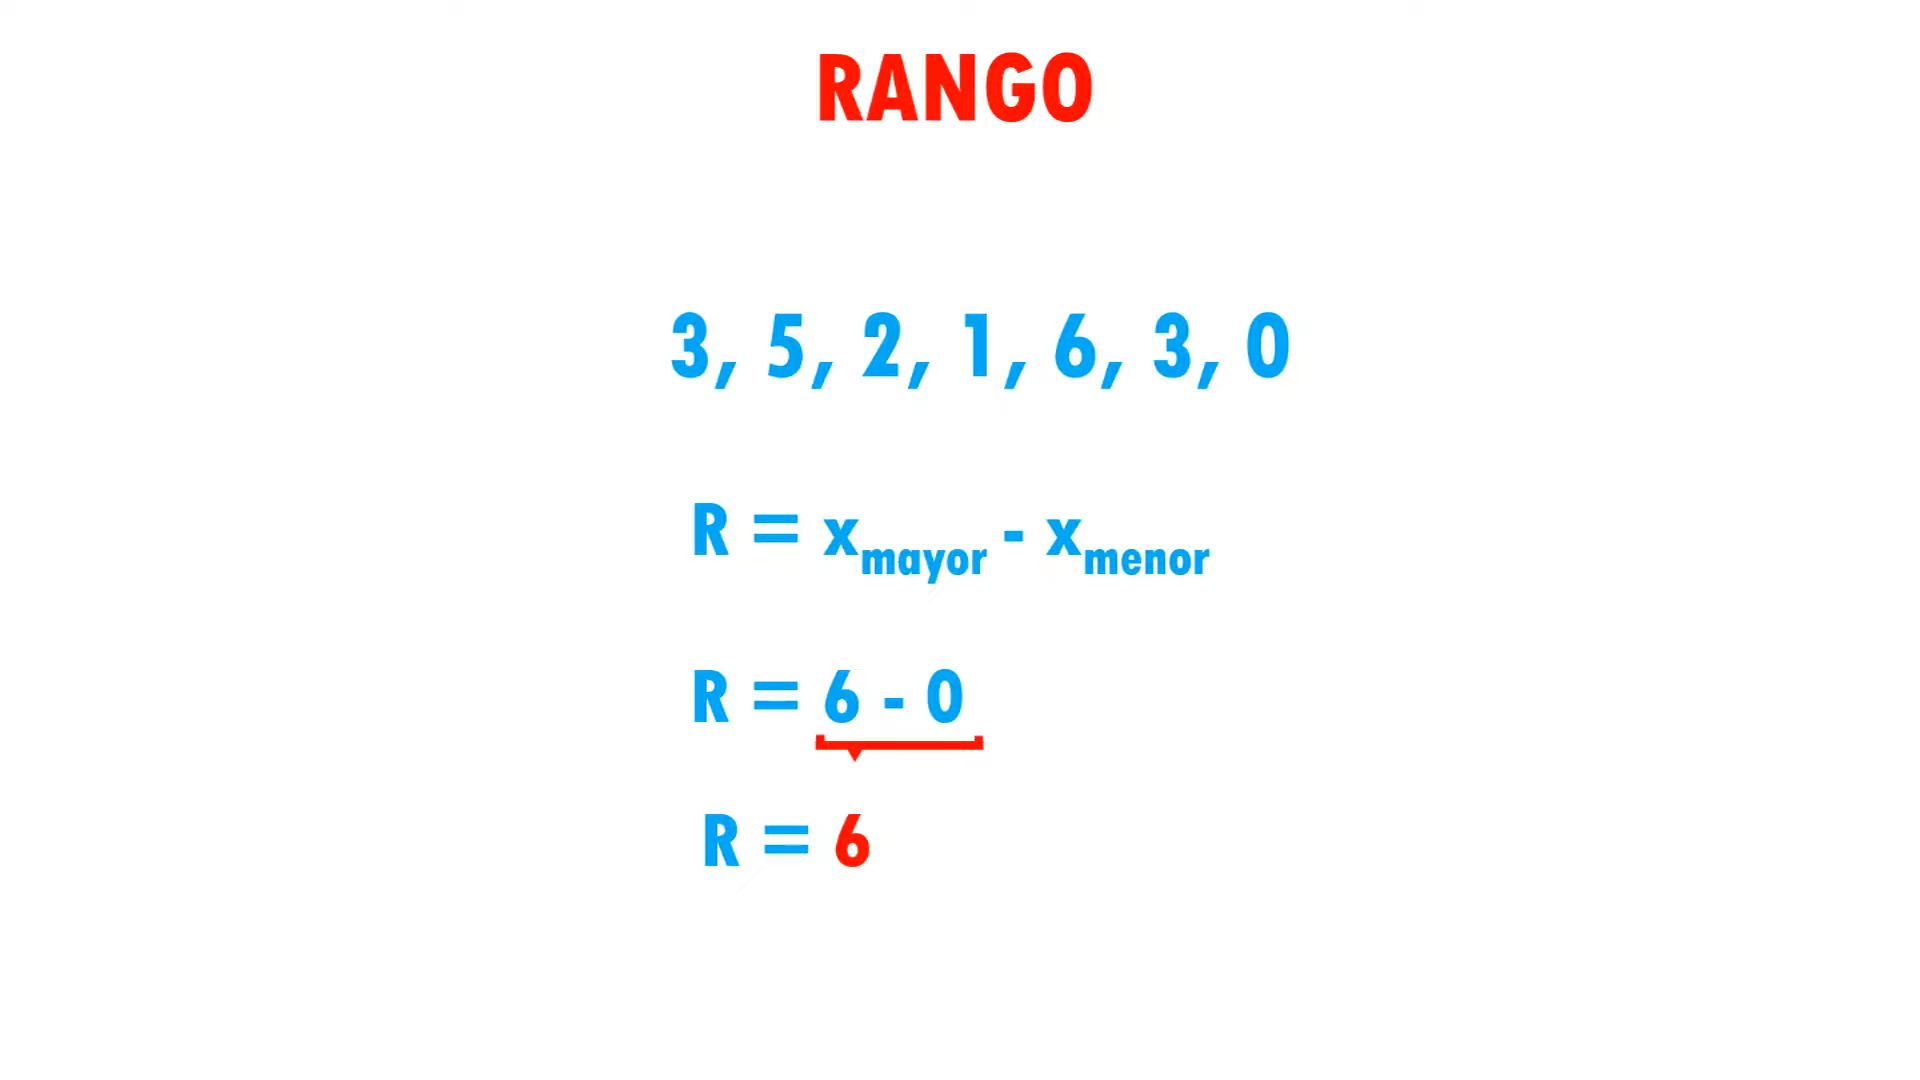 RANGO
3, 5, 2, 1, 6, 3, 0
R = xmayor - xmenor
R = 6 - 0
R = 6